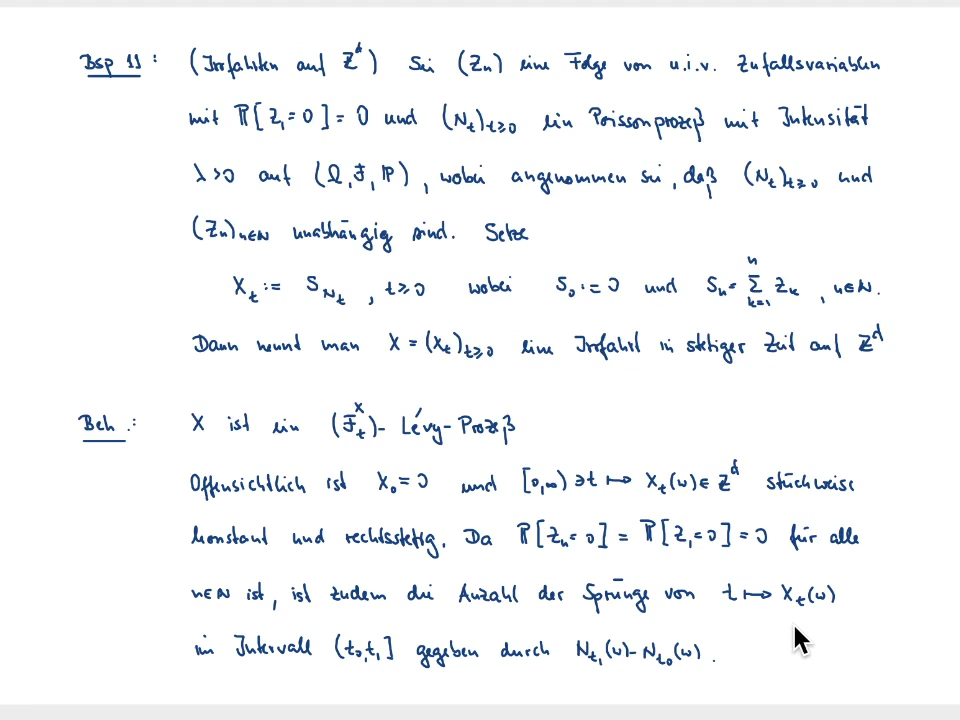 Bsp 11: (Irrfahrten auf ℤ^d) Sei (Z_n) eine Folge von u.i.v. Zufallsvariablen
mit ℙ[Z_1=0]=0 und (N_t)_{t≥0} ein Poissonprozeß mit Intensität
λ>0 auf (Ω,ℱ,ℙ), wobei angenommen sei, daß (N_t)_{t≥0} und
(Z_n)_{n∈ℕ} unabhängig sind. Setze
X_t := S_{N_t}, t≥0 wobei S_0:=0 und S_n=∑_{k=1}^n Z_k, n∈ℕ.
Dann nennt man X=(X_t)_{t≥0} eine Irrfahrt in stetiger Zeit auf ℤ^d
Beh.: X ist ein (ℱ_t^X)-Lévy-Prozeß
Offensichtlich ist X_0=0 und [0,∞)∋t ↦ X_t(ω)∈ℤ^d stückweise
konstant und rechtsstetig. Da ℙ[Z_n=0]=ℙ[Z_1=0]=0 für alle
n∈ℕ ist, ist zudem die Anzahl der Sprünge von t ↦ X_t(ω)
im Intervall (t_0,t_1] gegeben durch N_{t_1}(ω)-N_{t_0}(ω).